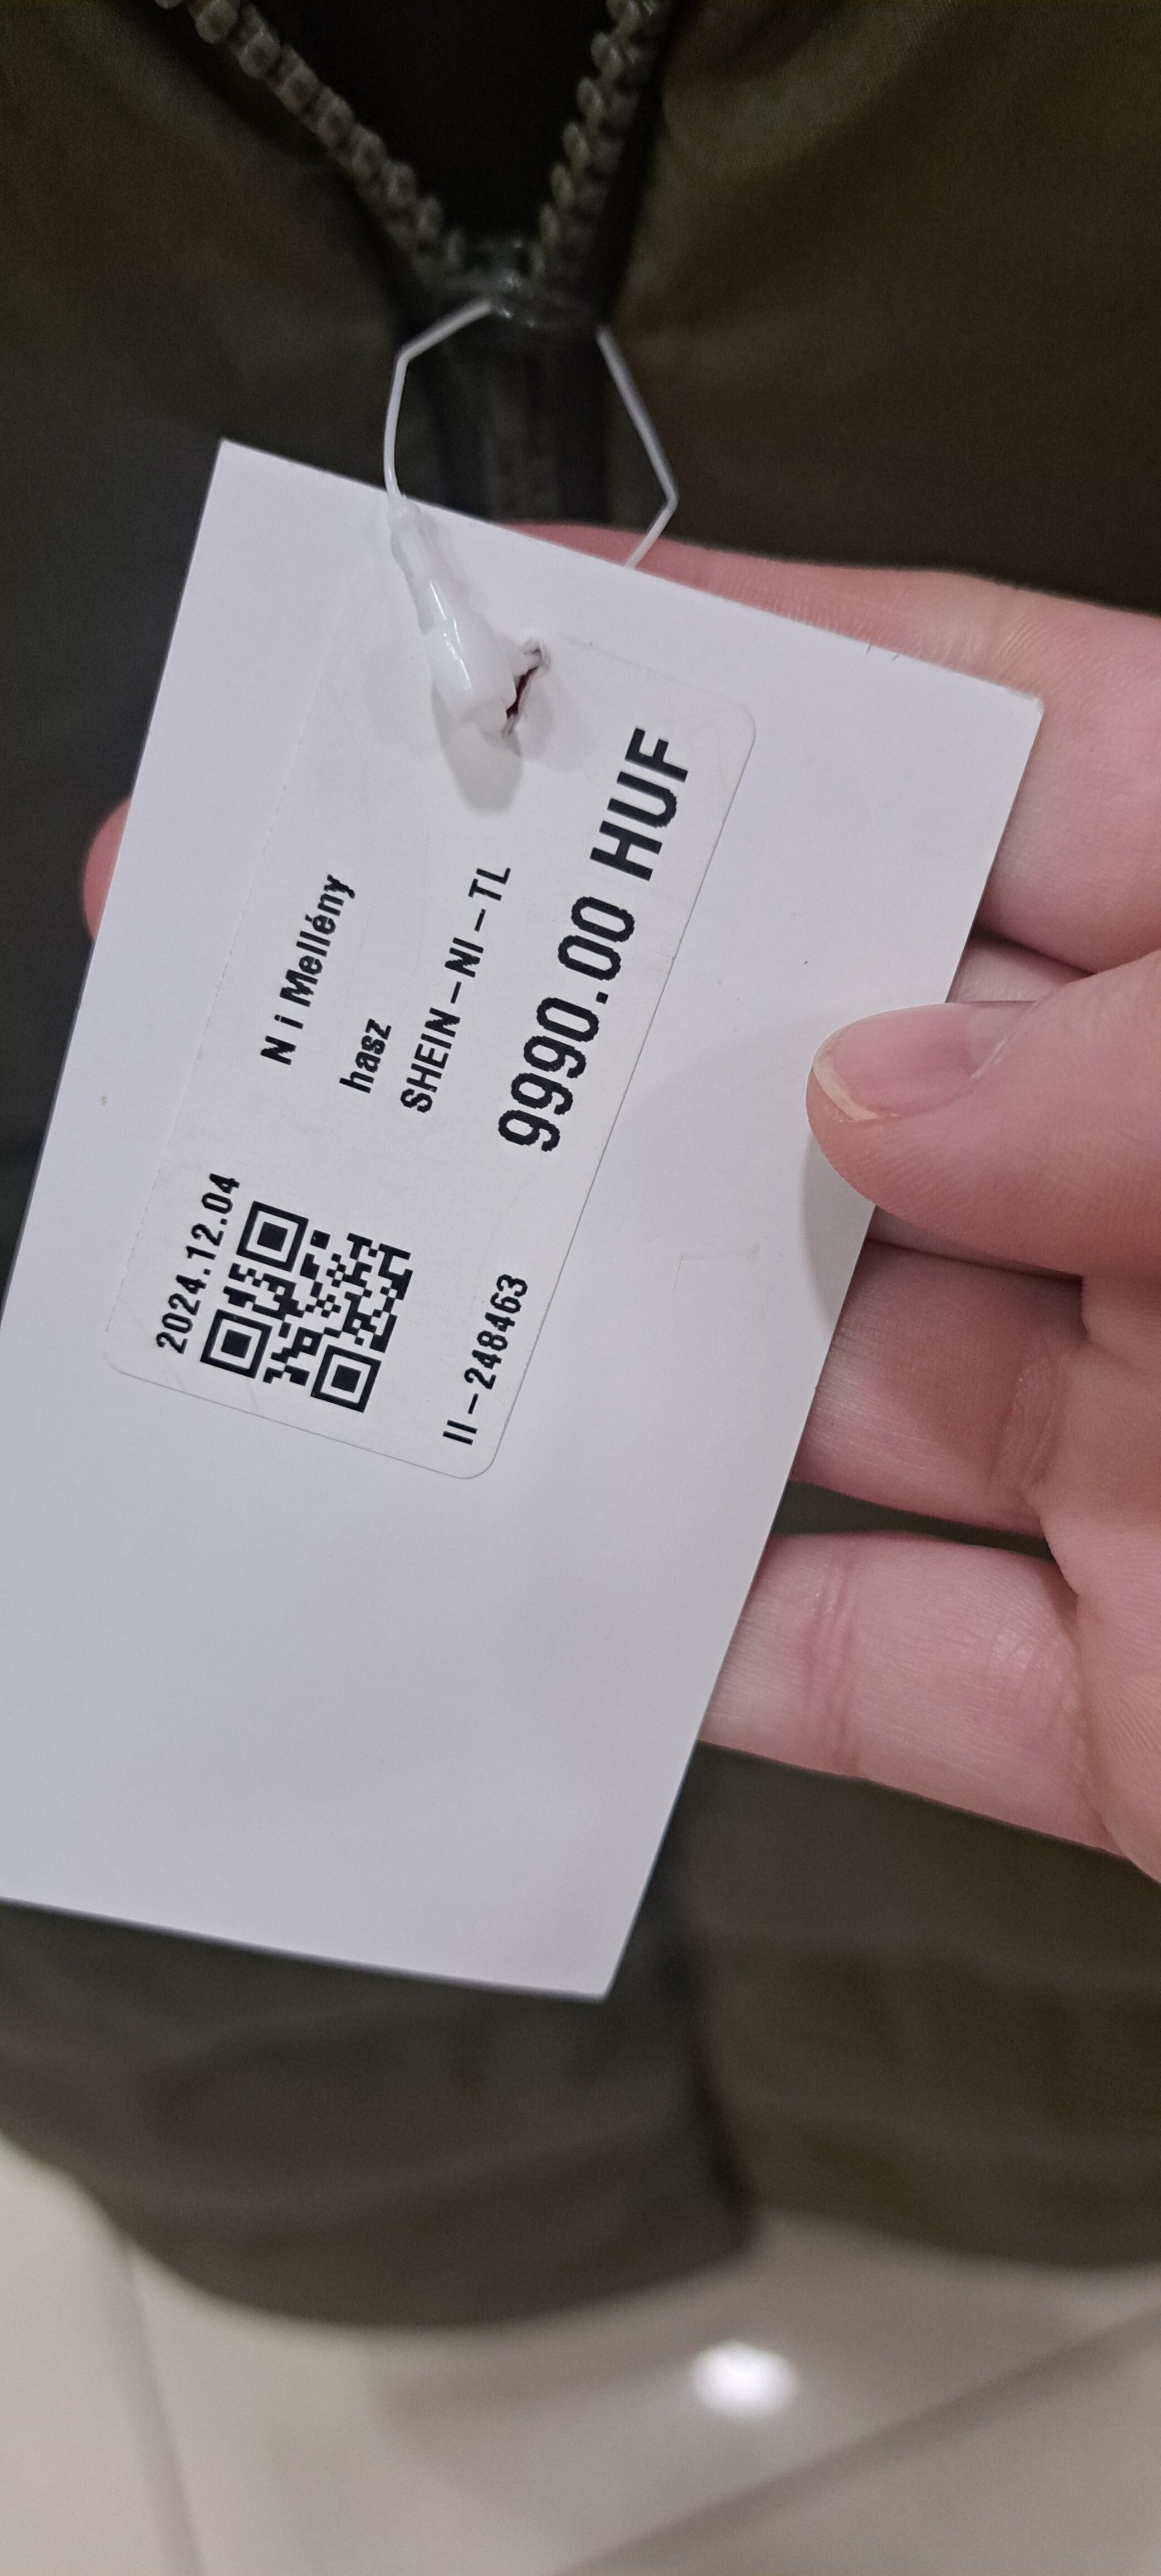 2024.12.04
N i Mellény
hasz
SHEIN-NI-TL
9990.00 HUF
II-248463